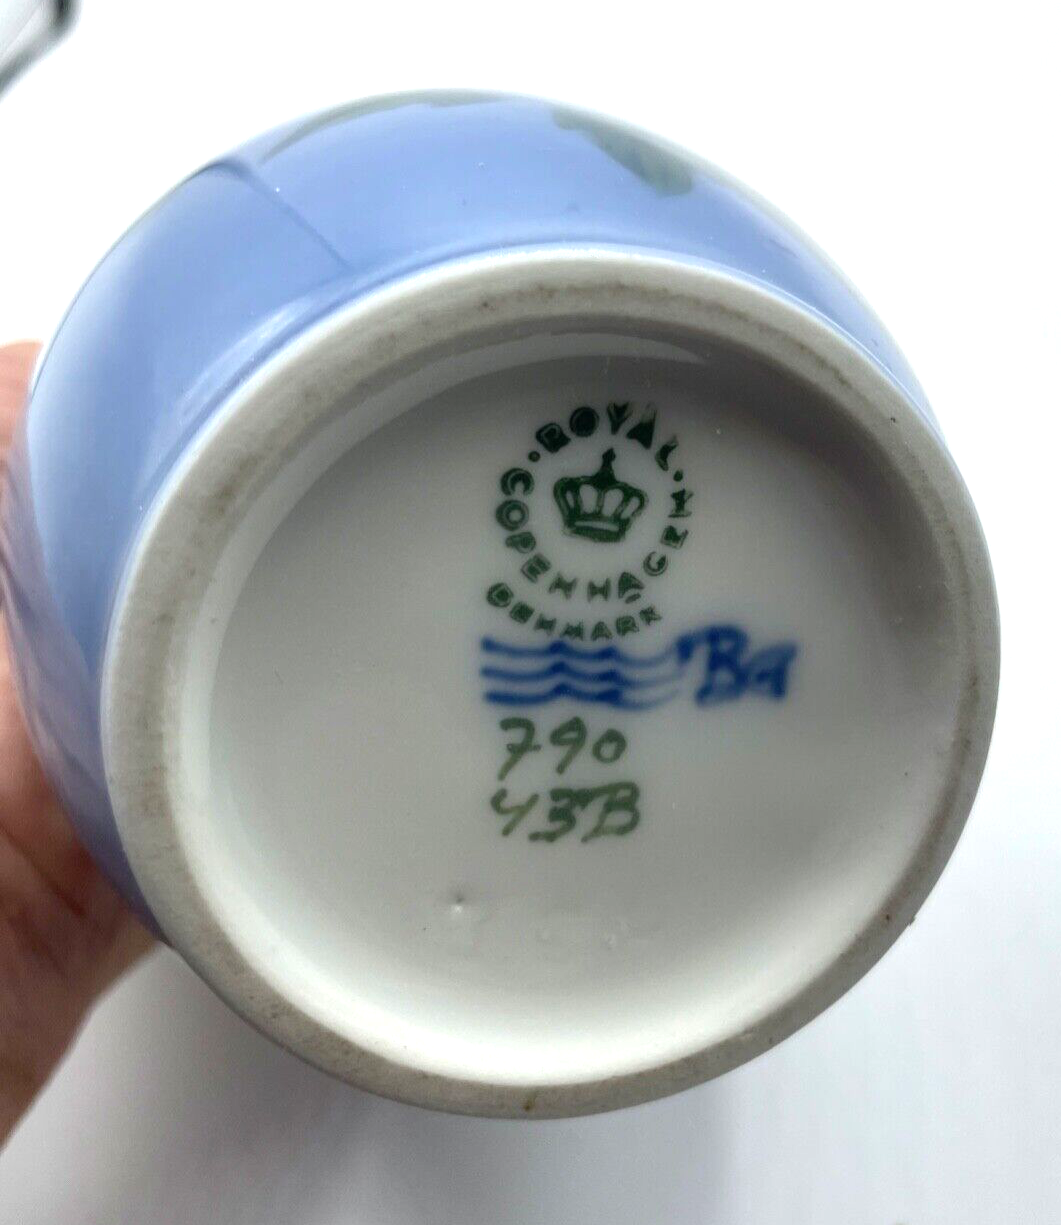 ROYAL
COPENHAGEN
DENMARK
790
43B